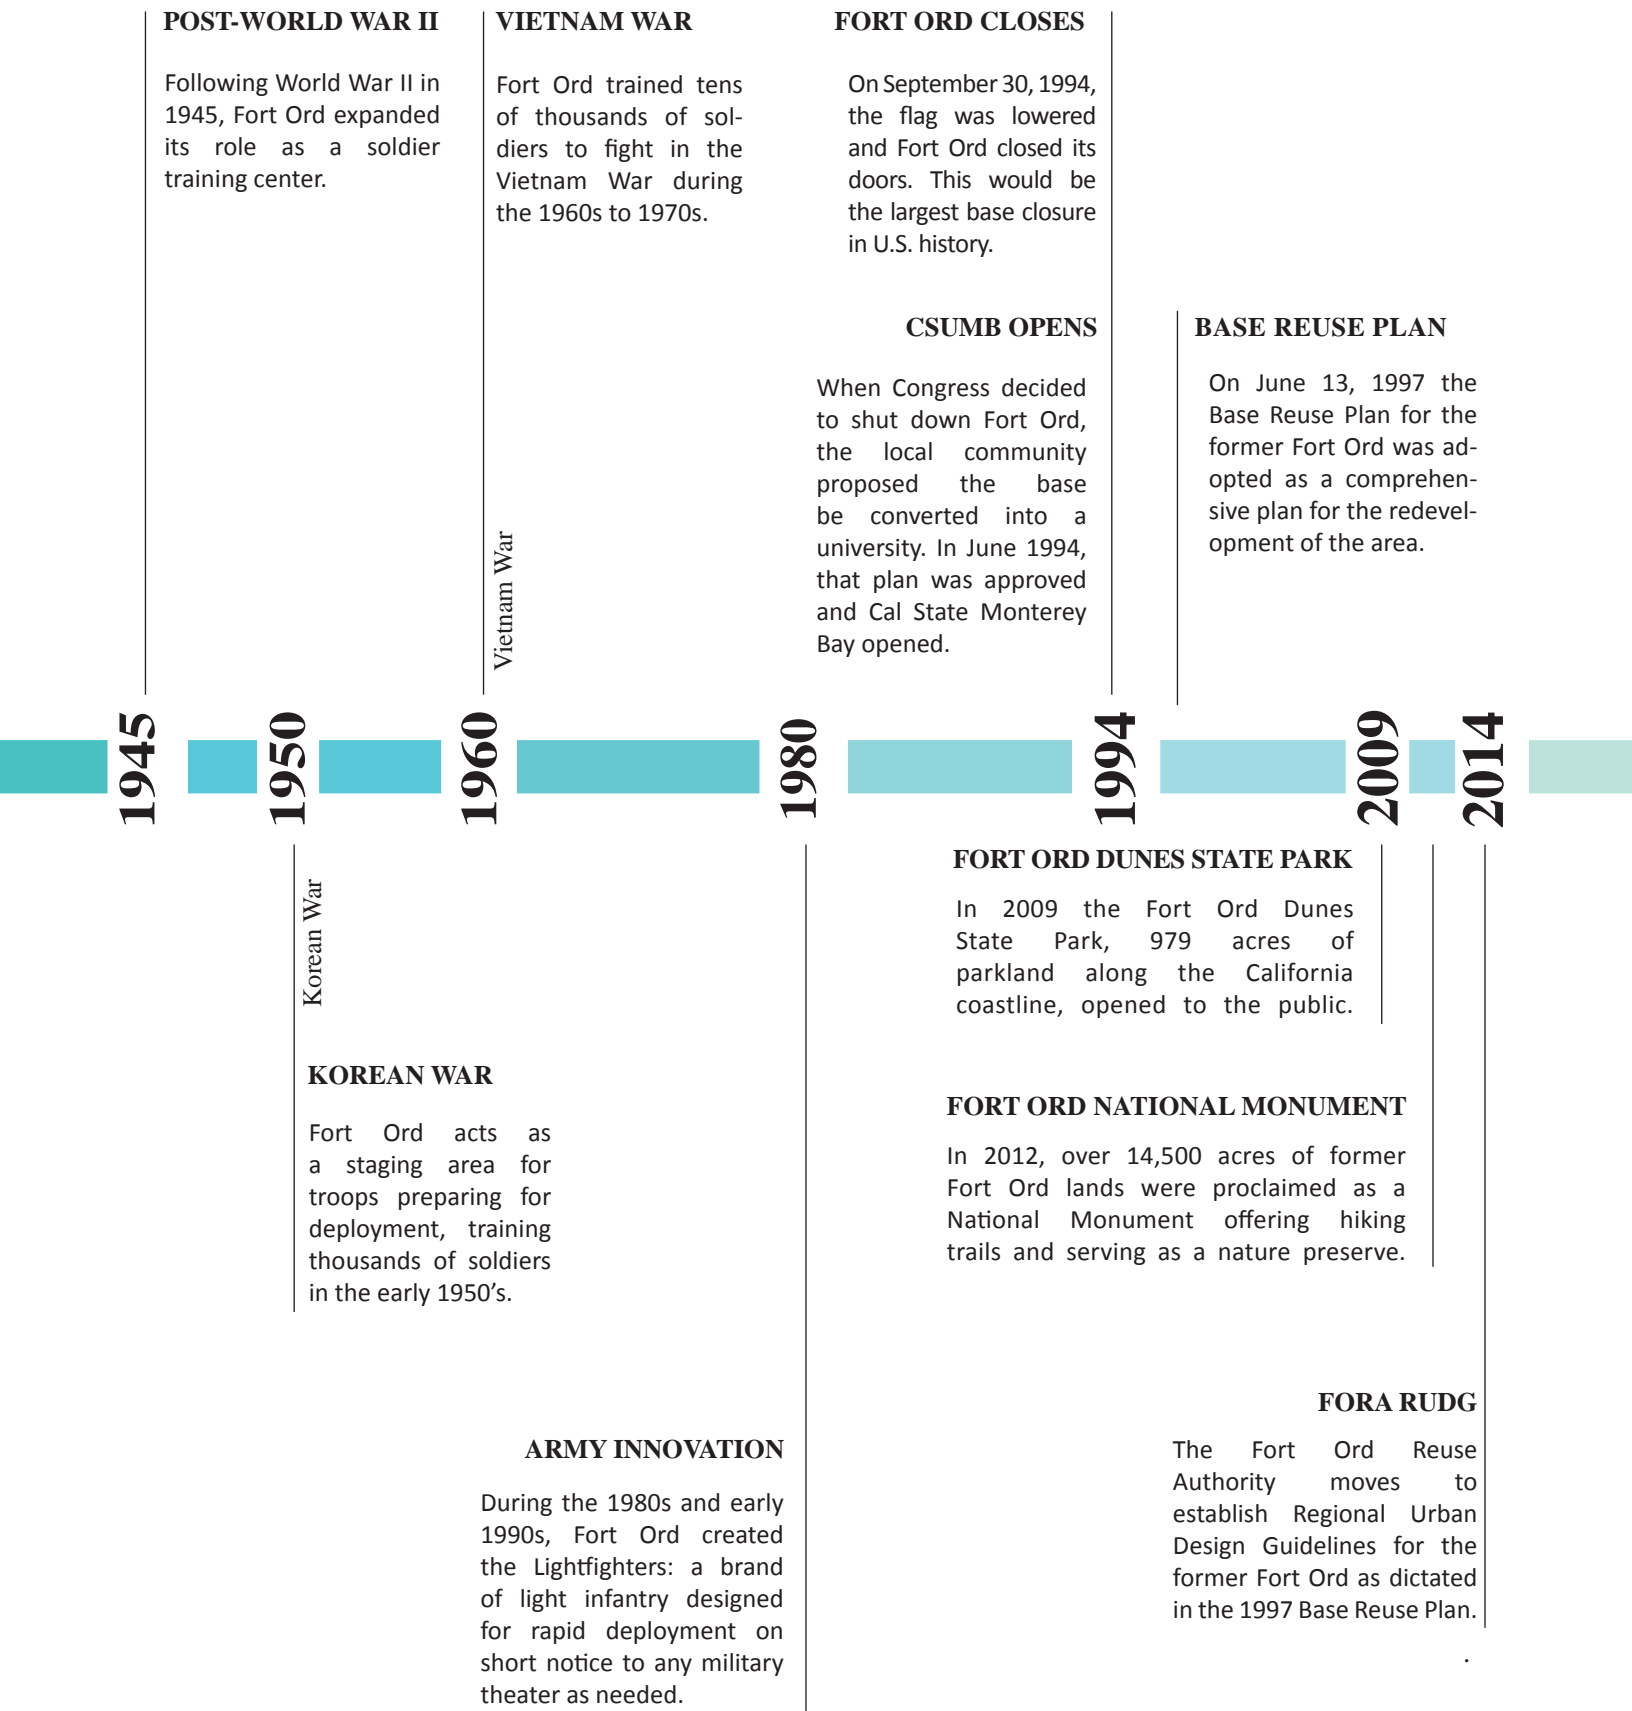 POST-WORLD WAR II
Following World War II in
1945, Fort Ord expanded
its role as a soldier
training center.
VIETNAM WAR
Fort Ord trained tens
of thousands of sol-
diers to fight in the
Vietnam War during
the 1960s to 1970s.
Vietnam War
FORT ORD CLOSES
On September 30, 1994,
the flag was lowered
and Fort Ord closed its
doors. This would be
the largest base closure
in U.S. history.
CSUMB OPENS
When Congress decided
to shut down Fort Ord,
the local community
proposed the base
be converted into a
university. In June 1994,
that plan was approved
and Cal State Monterey
Bay opened.
BASE REUSE PLAN
On June 13, 1997 the
Base Reuse Plan for the
former Fort Ord was ad-
opted as a comprehen-
sive plan for the redevel-
opment of the area.
1945
1950
1960
1980
1994
2009
2014
Korean War
KOREAN WAR
Fort Ord acts as
a staging area for
troops preparing for
deployment, training
thousands of soldiers
in the early 1950’s.
ARMY INNOVATION
During the 1980s and early
1990s, Fort Ord created
the Lightfighters: a brand
of light infantry designed
for rapid deployment on
short notice to any military
theater as needed.
FORT ORD DUNES STATE PARK
In 2009 the Fort Ord Dunes
State Park, 979 acres of
parkland along the California
coastline, opened to the public.
FORT ORD NATIONAL MONUMENT
In 2012, over 14,500 acres of former
Fort Ord lands were proclaimed as a
National Monument offering hiking
trails and serving as a nature preserve.
FORA RUDG
The Fort Ord Reuse
Authority moves to
establish Regional Urban
Design Guidelines for the
former Fort Ord as dictated
in the 1997 Base Reuse Plan.
.